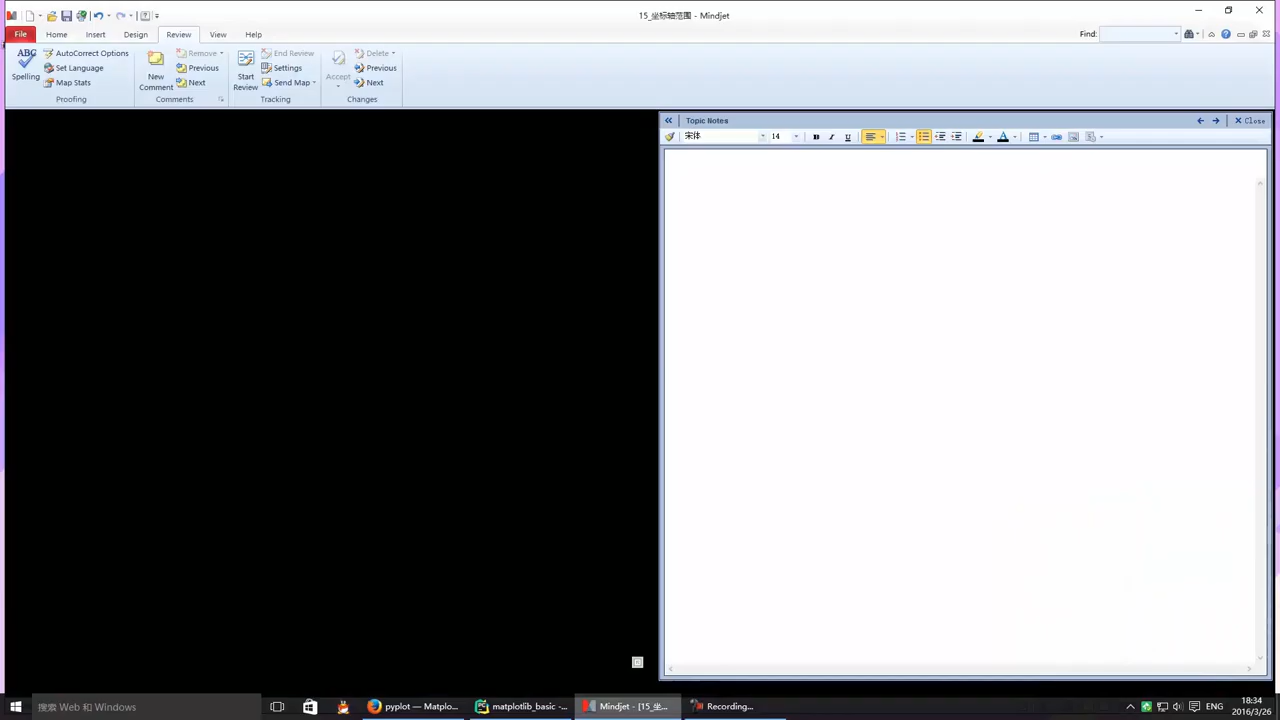 15_坐标轴范围 - Mindjet
File Home Insert Design Review View Help Find:
ABC Spelling
AutoCorrect Options
Set Language
Map Stats
Proofing
New Comment
Remove
Previous
Next
Comments
Start Review
End Review
Settings
Send Map
Tracking
Accept
Delete
Previous
Next
Changes
Topic Notes Close
宋体 14 B I U
搜索 Web 和 Windows
pyplot — Matplo...
matplotlib_basic -...
Mindjet - [15_坐...
Recording...
ENG
18:34
2016/3/26